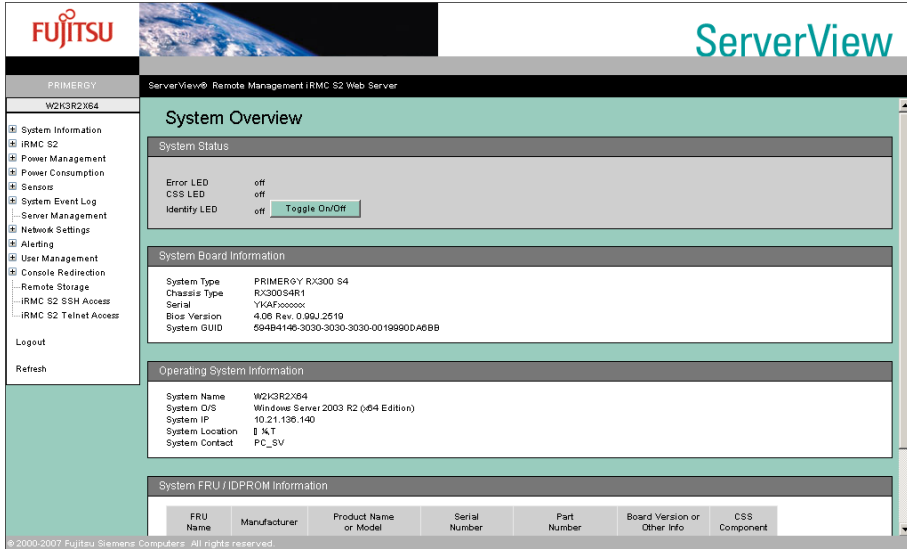 FUJITSU
ServerView
PRIMERGY
ServerView® Remote Management iRMC S2 Web Server
W2K3R2X64
System Information
iRMC S2
Power Management
Power Consumption
Sensors
System Event Log
Server Management
Network Settings
Alerting
User Management
Console Redirection
Remote Storage
iRMC S2 SSH Access
iRMC S2 Telnet Access
Logout
Refresh
System Overview
System Status
Error LED off
CSS LED off
Identify LED off Toggle On/Off
System Board Information
System Type PRIMERGY RX300 S4
Chassis Type RX300S4R1
Serial YKAFxxxxxx
Bios Version 4.06 Rev. 0.99J.2519
System GUID 594B4146-3030-3030-3030-0019990DA6BB
Operating System Information
System Name W2K3R2X64
System O/S Windows Server 2003 R2 (x64 Edition)
System IP 10.21.136.140
System Location
System Contact PC_SV
System FRU / IDPROM Information
FRU Name Manufacturer Product Name or Model Serial Number Part Number Board Version or Other Info CSS Component
© 2000-2007 Fujitsu Siemens Computers All rights reserved.